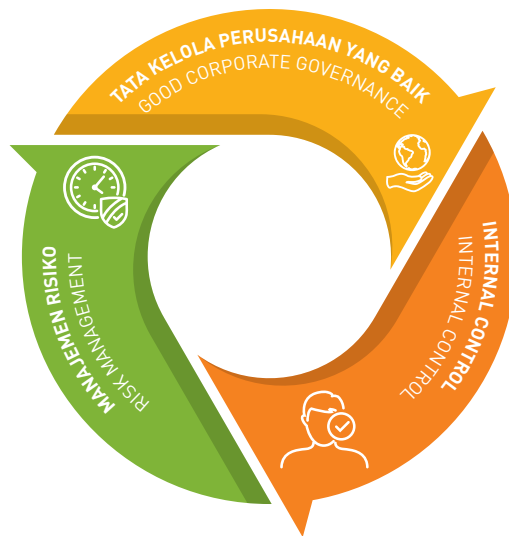 TATA KELOLA PERUSAHAAN YANG BAIK
GOOD CORPORATE GOVERNANCE
INTERNAL CONTROL
INTERNAL CONTROL
MANAJEMEN RISIKO
RISK MANAGEMENT